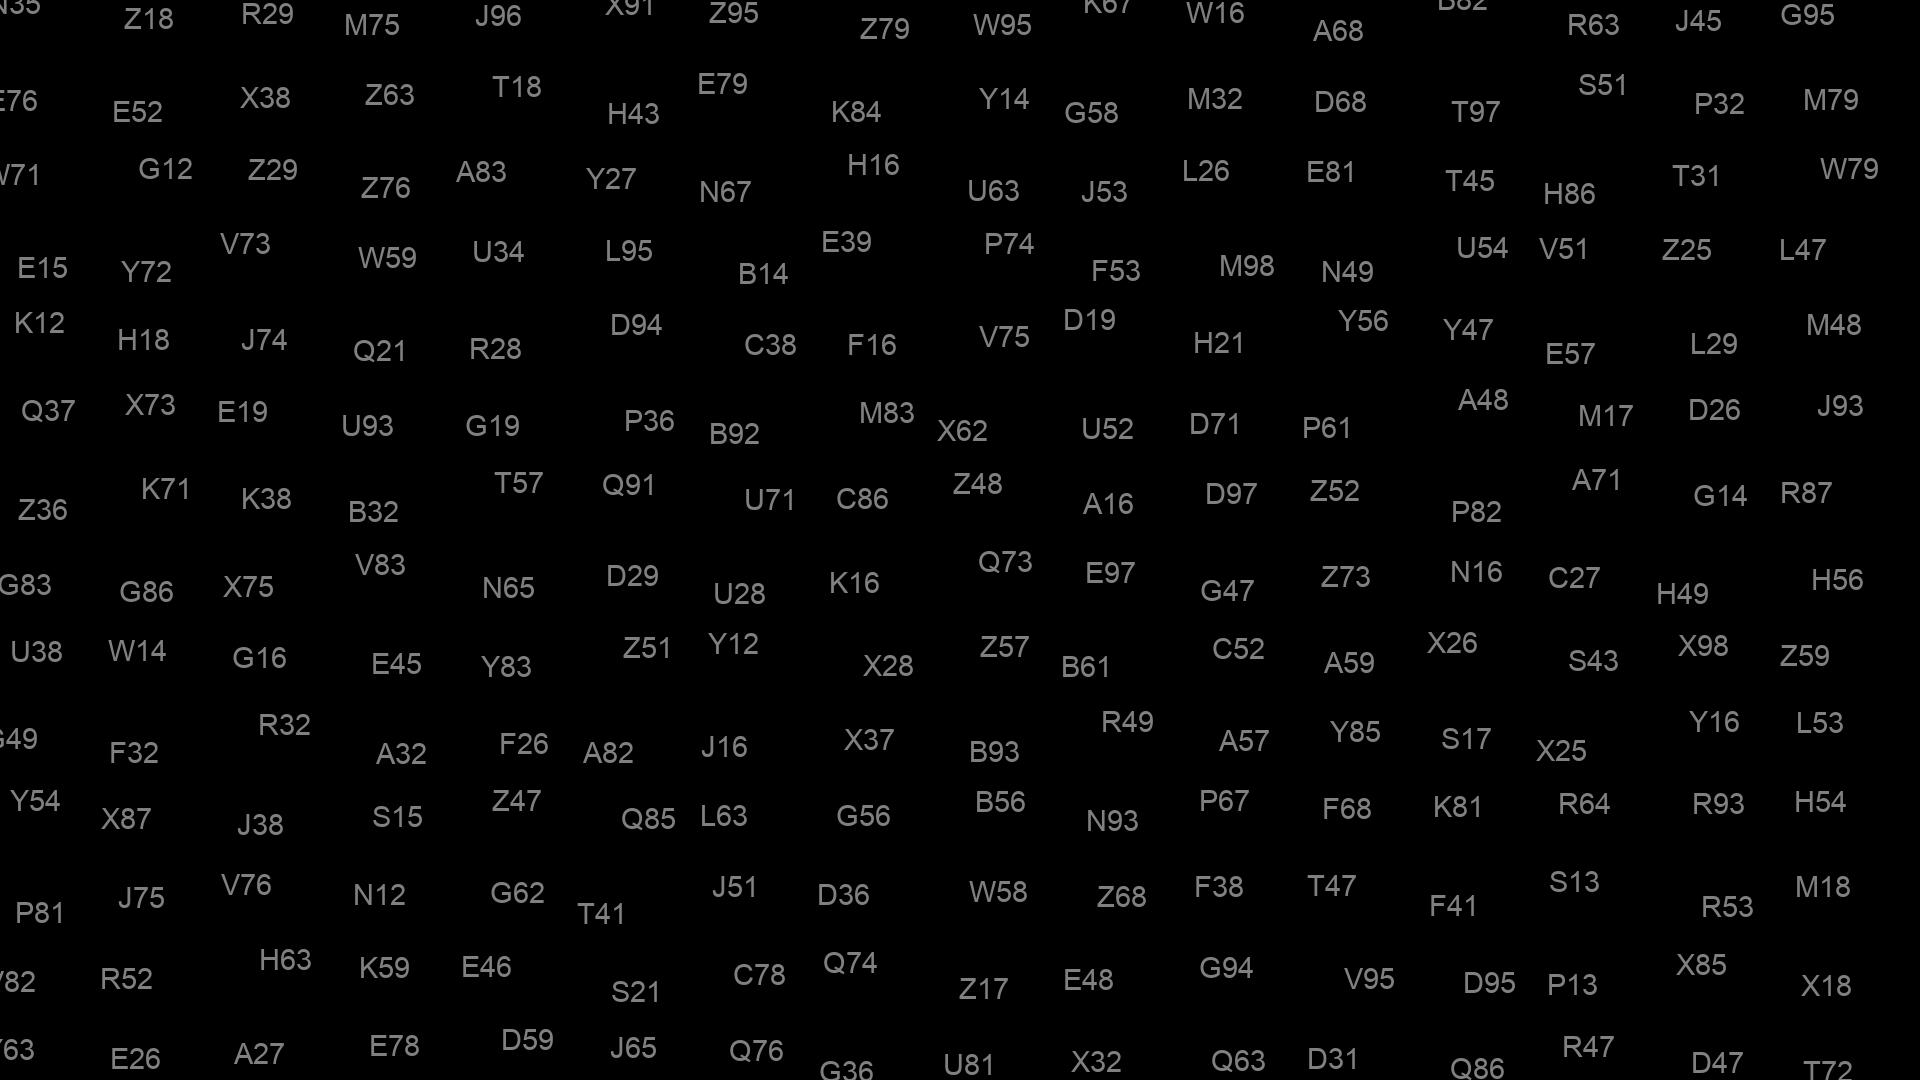 Z18 R29 M75 J96 X91 Z95 Z79 W95 K67 W16 A68 B82 R63 J45 G95
E76 E52 X38 Z63 T18 H43 E79 K84 Y14 G58 M32 D68 T97 S51 P32 M79
G12 Z29 Z76 A83 Y27 N67 H16 U63 J53 L26 E81 T45 H86 T31 W79
E15 Y72 V73 W59 U34 L95 B14 E39 P74 F53 M98 N49 U54 V51 Z25 L47
K12 H18 J74 Q21 R28 D94 C38 F16 V75 D19 H21 Y56 Y47 E57 L29 M48
Q37 X73 E19 U93 G19 P36 B92 M83 X62 U52 D71 P61 A48 M17 D26 J93
Z36 K71 K38 B32 T57 Q91 U71 C86 Z48 A16 D97 Z52 P82 A71 G14 R87
G83 G86 X75 V83 N65 D29 U28 K16 Q73 E97 G47 Z73 N16 C27 H49 H56
U38 W14 G16 E45 Y83 Z51 Y12 X28 Z57 B61 C52 A59 X26 S43 X98 Z59
F32 R32 A32 F26 A82 J16 X37 B93 R49 A57 Y85 S17 X25 Y16 L53
Y54 X87 J38 S15 Z47 Q85 L63 G56 B56 N93 P67 F68 K81 R64 R93 H54
P81 J75 V76 N12 G62 T41 J51 D36 W58 Z68 F38 T47 F41 S13 R53 M18
R52 H63 K59 E46 S21 C78 Q74 Z17 E48 G94 V95 D95 P13 X85 X18
E26 A27 E78 D59 J65 Q76 G36 U81 X32 Q63 D31 Q86 R47 D47 T72